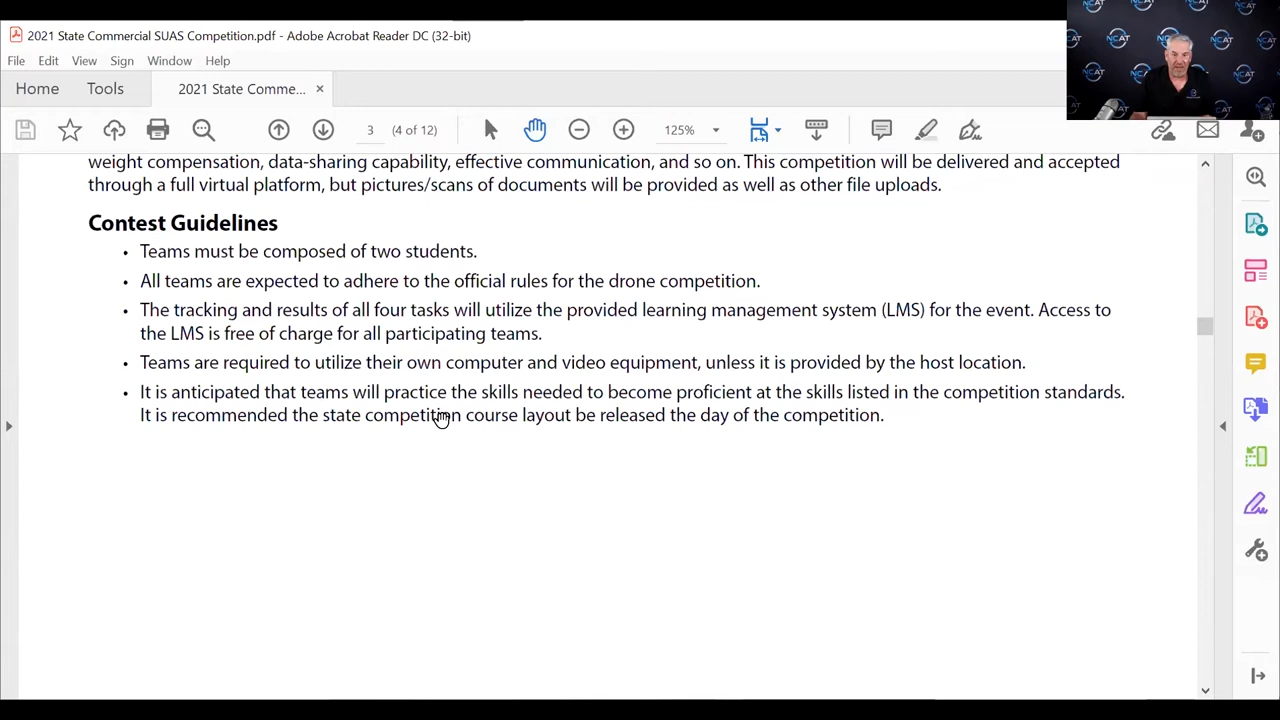 2021 State Commercial SUAS Competition.pdf - Adobe Acrobat Reader DC (32-bit)
File Edit View Sign Window Help
Home Tools 2021 State Comme... ×
3 (4 of 12) 125%
weight compensation, data-sharing capability, effective communication, and so on. This competition will be delivered and accepted
through a full virtual platform, but pictures/scans of documents will be provided as well as other file uploads.
Contest Guidelines
• Teams must be composed of two students.
• All teams are expected to adhere to the official rules for the drone competition.
• The tracking and results of all four tasks will utilize the provided learning management system (LMS) for the event. Access to
the LMS is free of charge for all participating teams.
• Teams are required to utilize their own computer and video equipment, unless it is provided by the host location.
• It is anticipated that teams will practice the skills needed to become proficient at the skills listed in the competition standards.
It is recommended the state competition course layout be released the day of the competition.
NCAT
NCAT
NCAT
NCAT